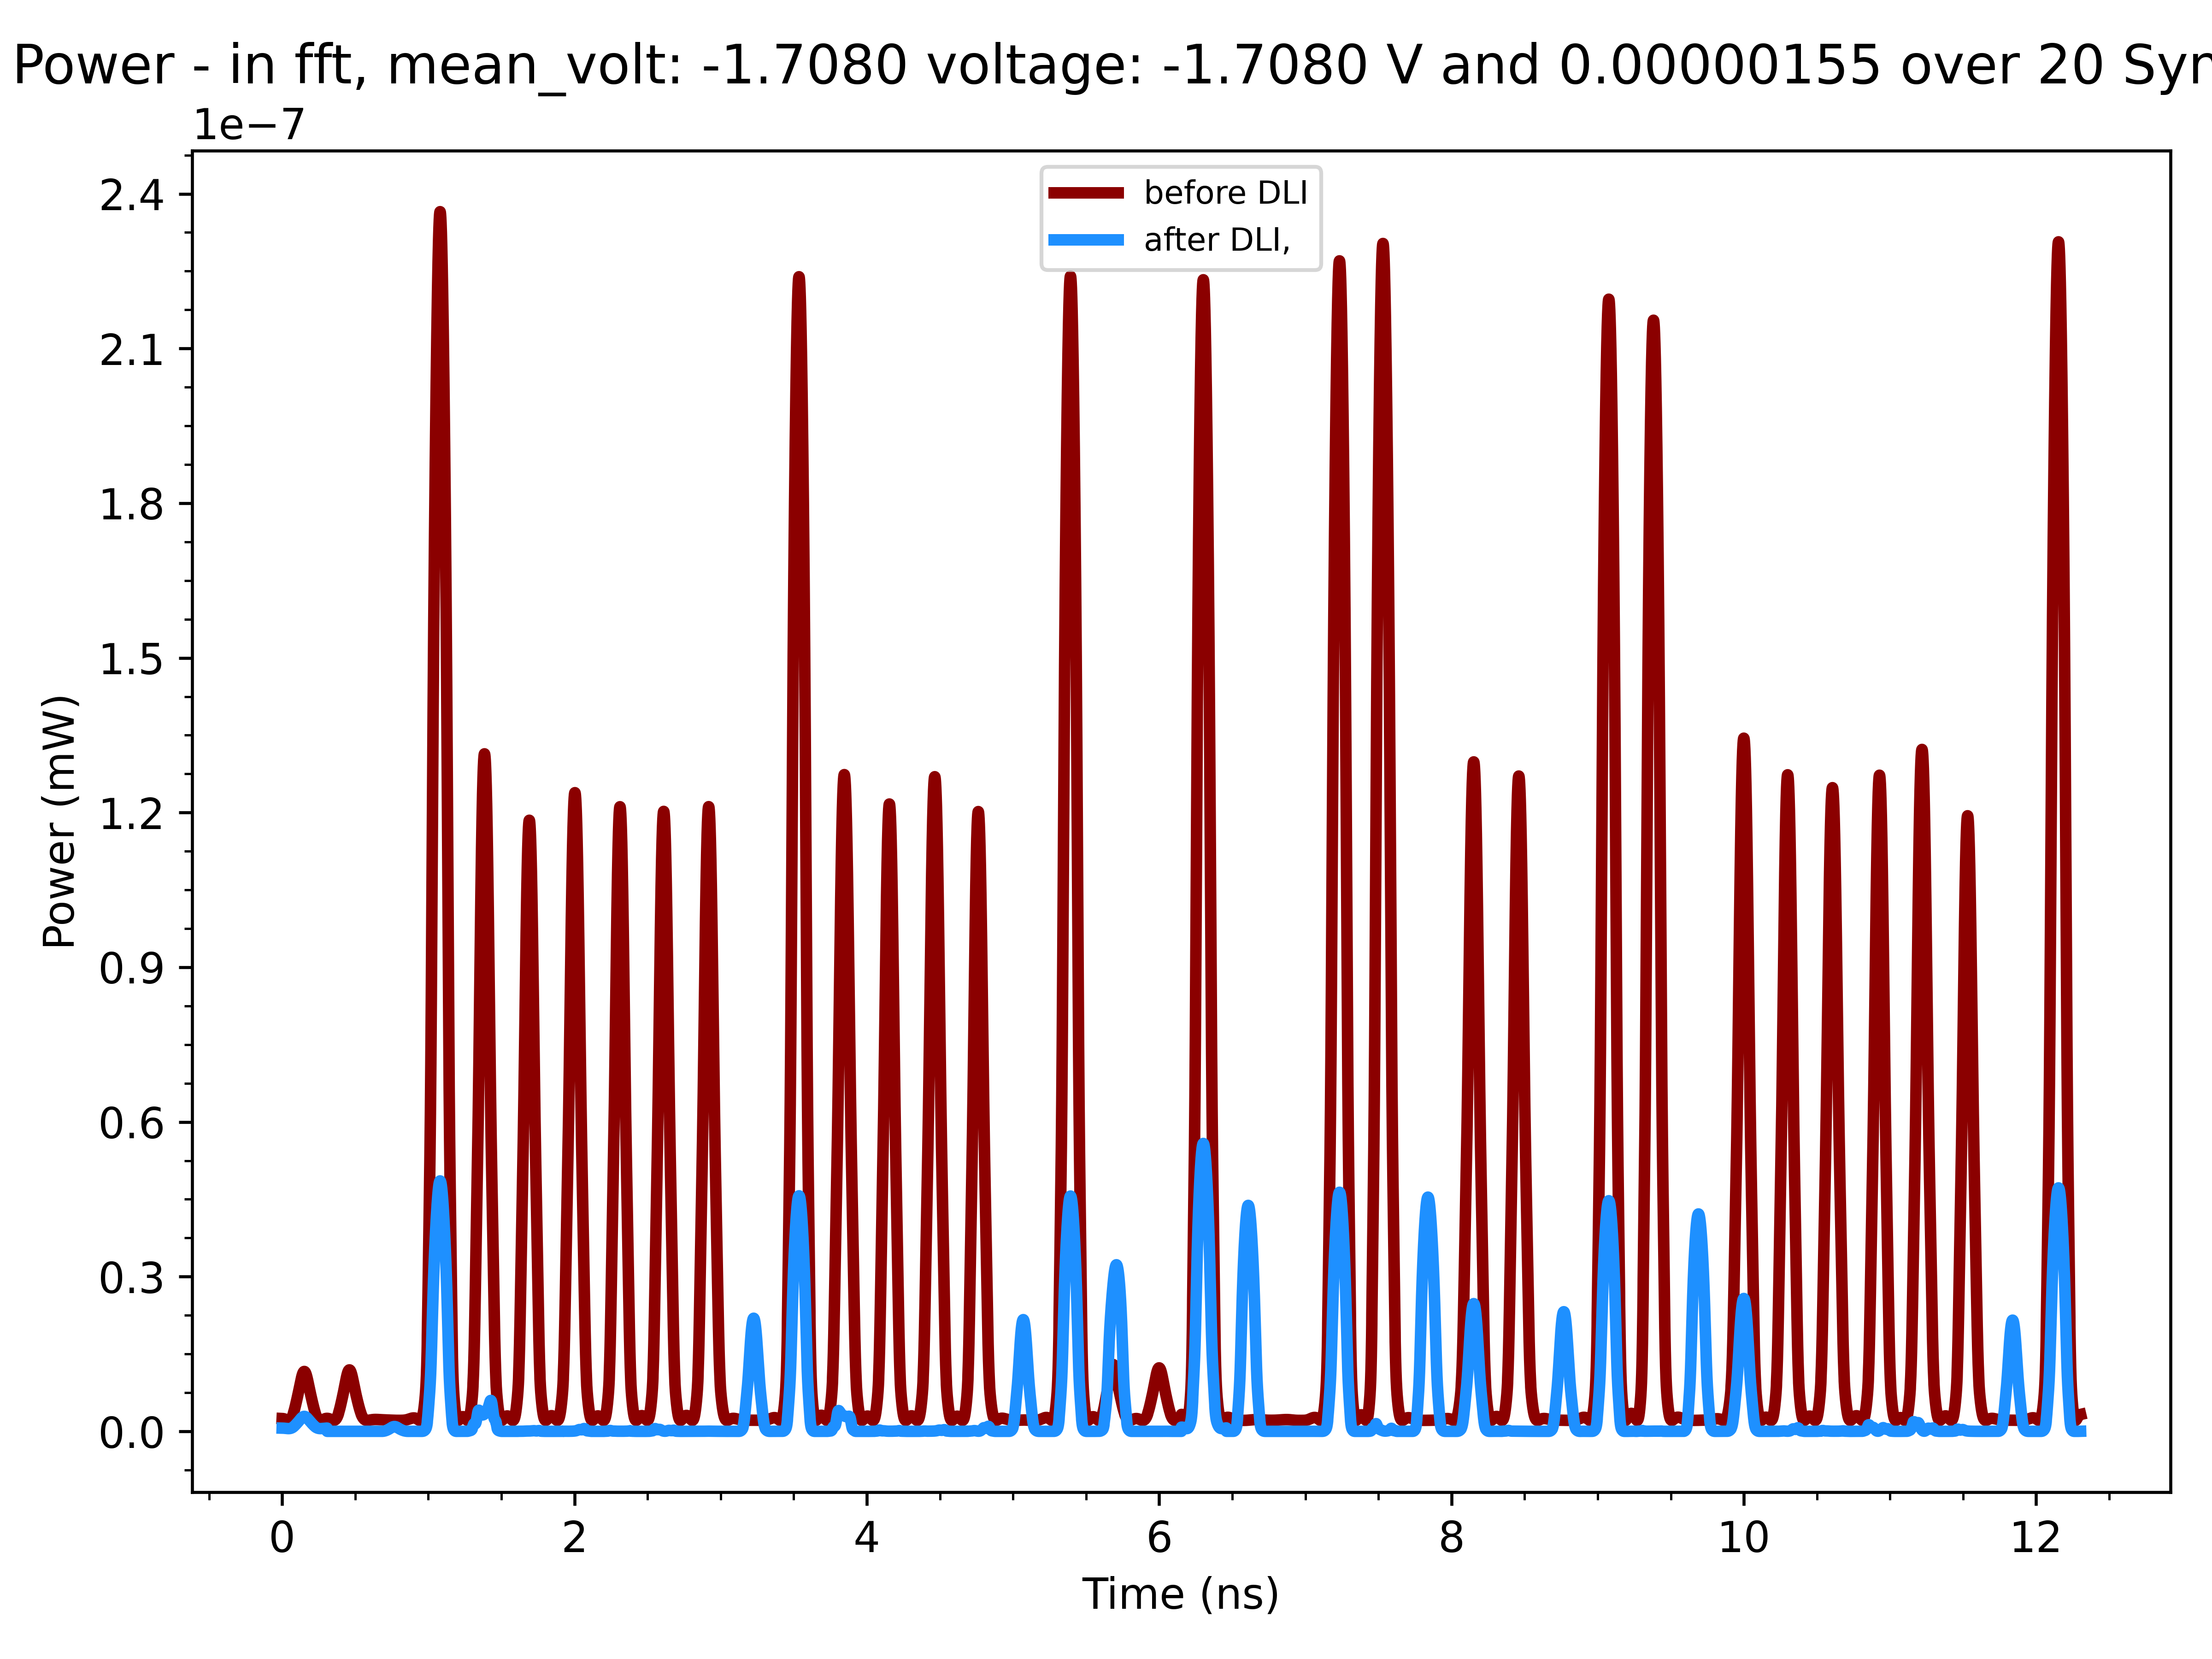 Power - in fft, mean_volt: -1.7080 voltage: -1.7080 V and 0.00000155 over 20 Syn
1e−7
before DLI
after DLI,
2.4
2.1
1.8
1.5
1.2
0.9
0.6
0.3
0.0
Power (mW)
0 2 4 6 8 10 12
Time (ns)